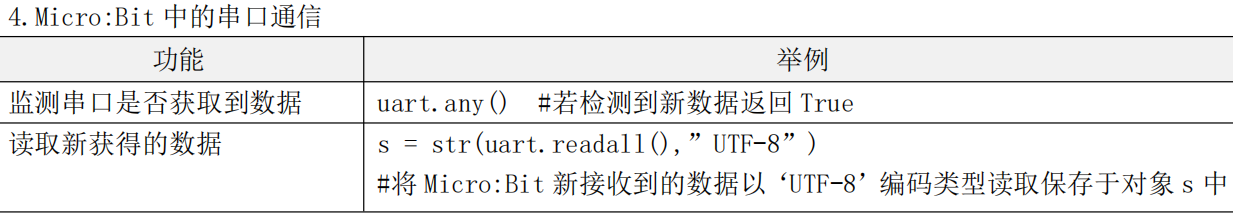 4.Micro:Bit 中的串口通信
功能 举例
监测串口是否获取到数据 uart.any() #若检测到新数据返回 True
读取新获得的数据 s = str(uart.readall(),”UTF-8”)
#将 Micro:Bit 新接收到的数据以‘UTF-8’编码类型读取保存于对象 s 中